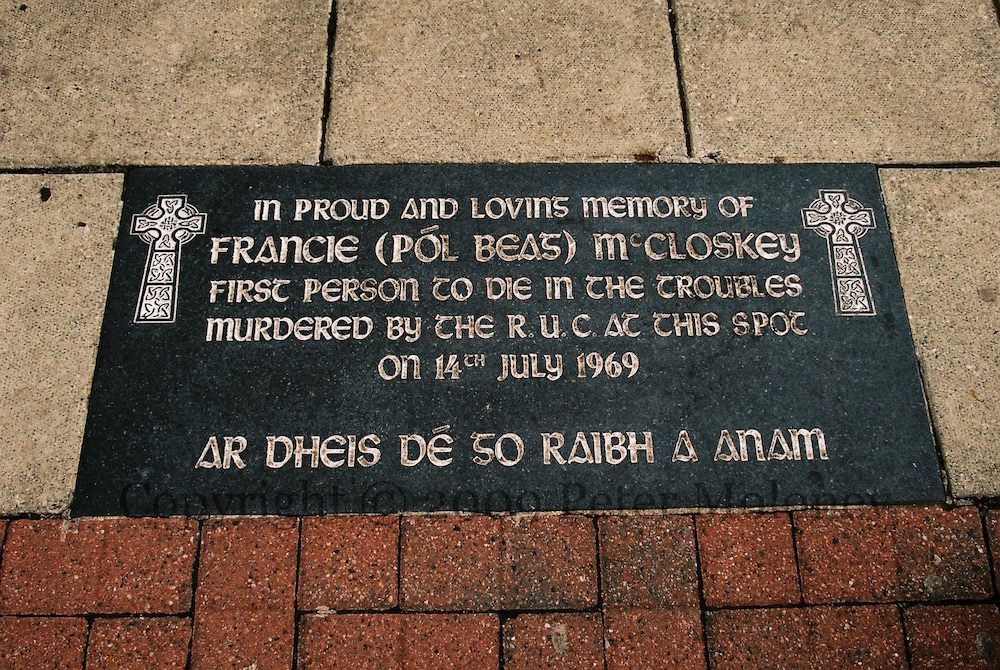 IN PROUD AND LOVING MEMORY OF
FRANCIE (PÓL BEAG) McCLOSKEY
FIRST PERSON TO DIE IN THE TROUBLES
MURDERED BY THE R.U.C. AT THIS SPOT
ON 14TH JULY 1969
AR DHEIS DÉ GO RAIBH A ANAM
Copyright © 2009 Peter Moloney